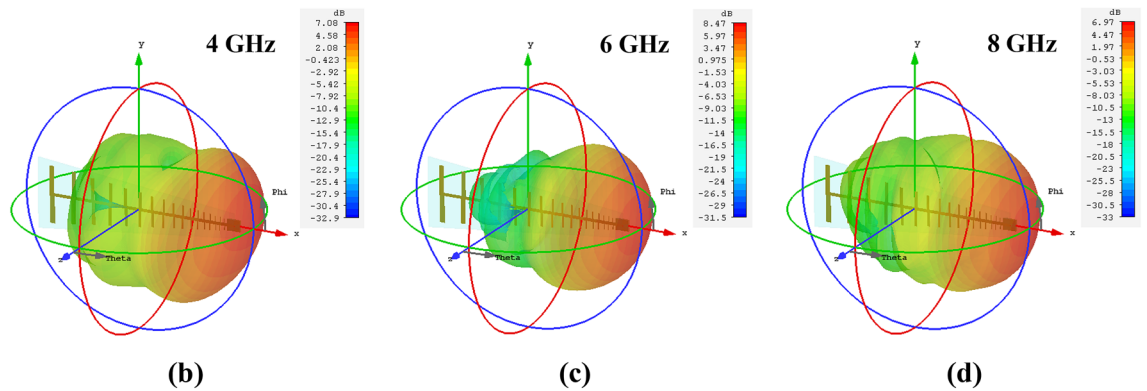 4 GHz
dB
7.08
4.58
2.08
-0.423
-2.92
-5.42
-7.92
-10.4
-12.9
-17.9
-20.4
-22.9
-25.4
-27.9
-30.4
-32.9
y
Phi
x
z
Theta
(b)
6 GHz
dB
8.47
5.97
3.47
0.975
-1.53
-4.03
-6.53
-9.03
-11.5
-14
-16.5
-19
-21.5
-24
-26.5
-29
-31.5
y
Phi
x
z
Theta
(c)
8 GHz
dB
6.97
4.47
1.97
-0.53
-3.03
-5.53
-8.03
-10.5
-13
-15.5
-18
-20.5
-23
-25.5
-28
-30.5
-33
y
Phi
x
z
Theta
(d)